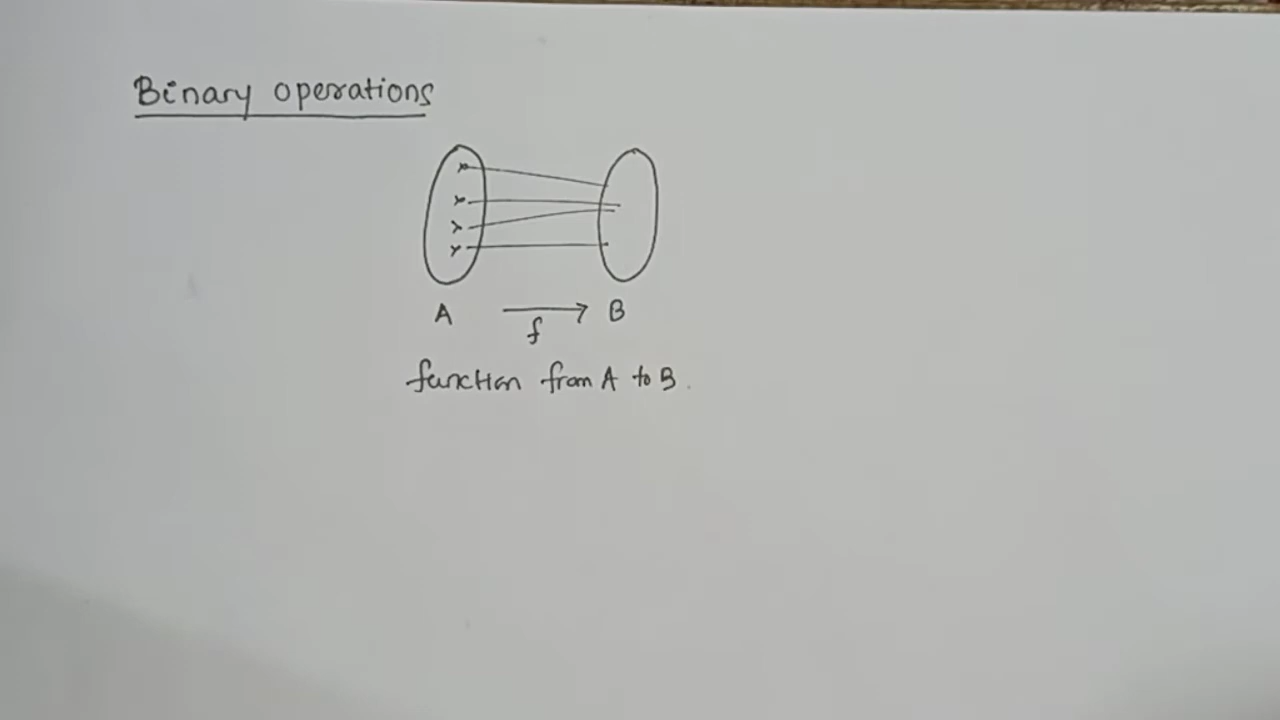 Binary operations
A B
f
function from A to B.